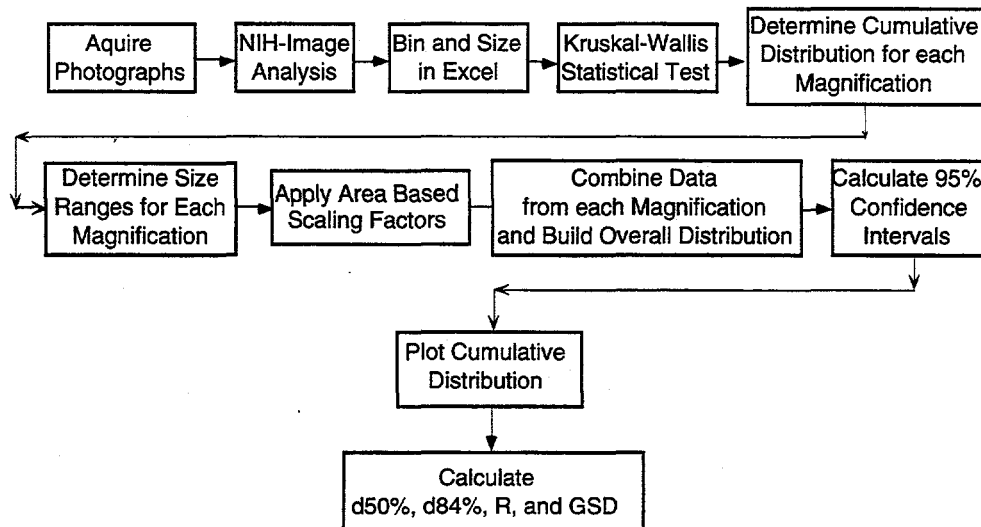 Aquire
Photographs
NIH-Image
Analysis
Bin and Size
in Excel
Kruskal-Wallis
Statistical Test
Determine Cumulative
Distribution for each
Magnification
Determine Size
Ranges for Each
Magnification
Apply Area Based
Scaling Factors
Combine Data
from each Magnification
and Build Overall Distribution
Calculate 95%
Confidence
Intervals
Plot Cumulative
Distribution
Calculate
d50%, d84%, R, and GSD